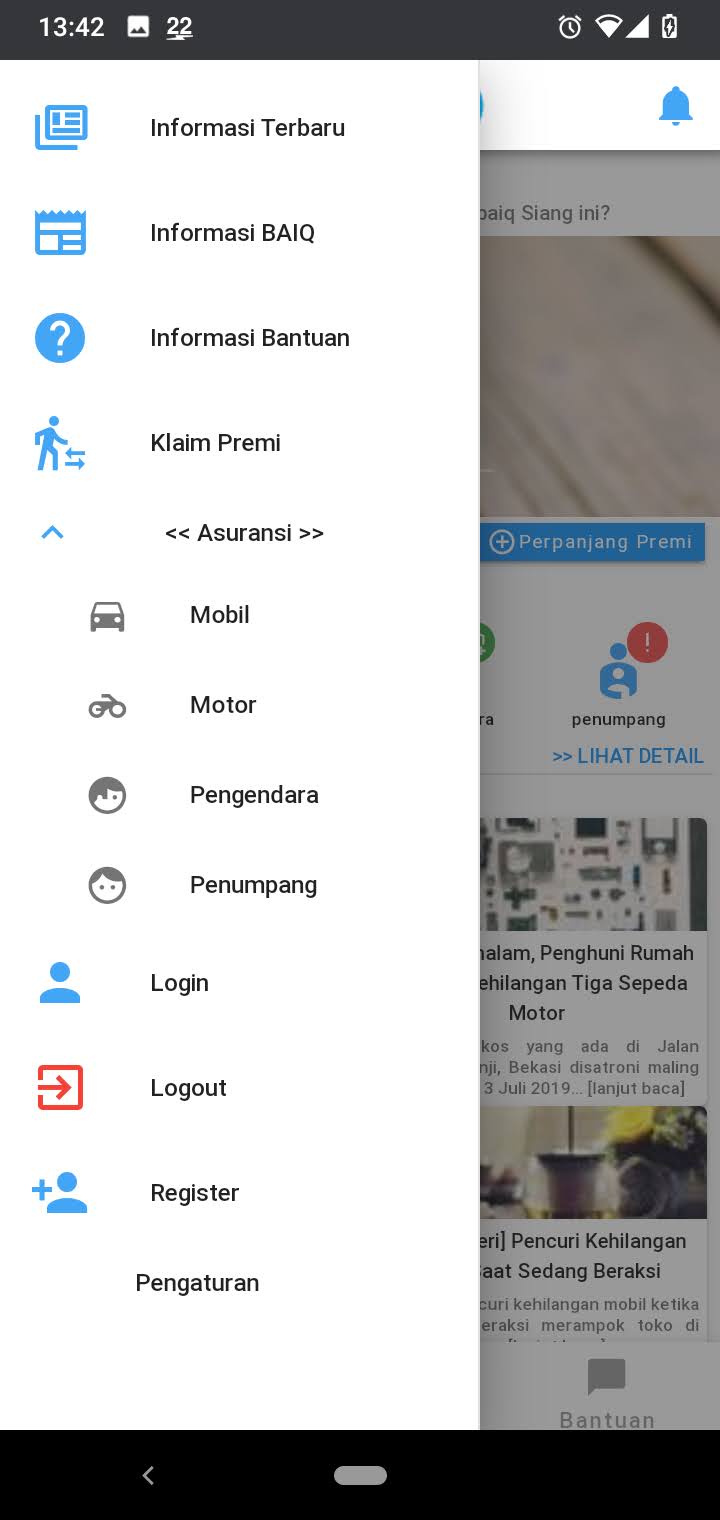 13:42 22
Informasi Terbaru
Informasi BAIQ
Informasi Bantuan
Klaim Premi
<< Asuransi >>
Mobil
Motor
Pengendara
Penumpang
Login
Logout
Register
Pengaturan
baiq Siang ini?
Perpanjang Premi
ra
penumpang
>> LIHAT DETAIL
alam, Penghuni Rumah
ehilangan Tiga Sepeda
Motor
kos yang ada di Jalan
nji, Bekasi disatroni maling
3 Juli 2019... [lanjut baca]
eri] Pencuri Kehilangan
Saat Sedang Beraksi
curi kehilangan mobil ketika
eraksi merampok toko di
Bantuan